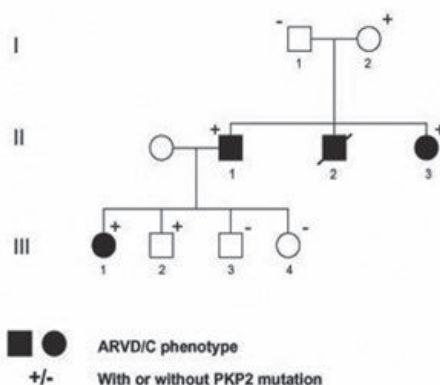 I
- +
1 2
II
+ +
1 2 3
III
+ + - -
1 2 3 4
ARVD/C phenotype
+/- With or without PKP2 mutation